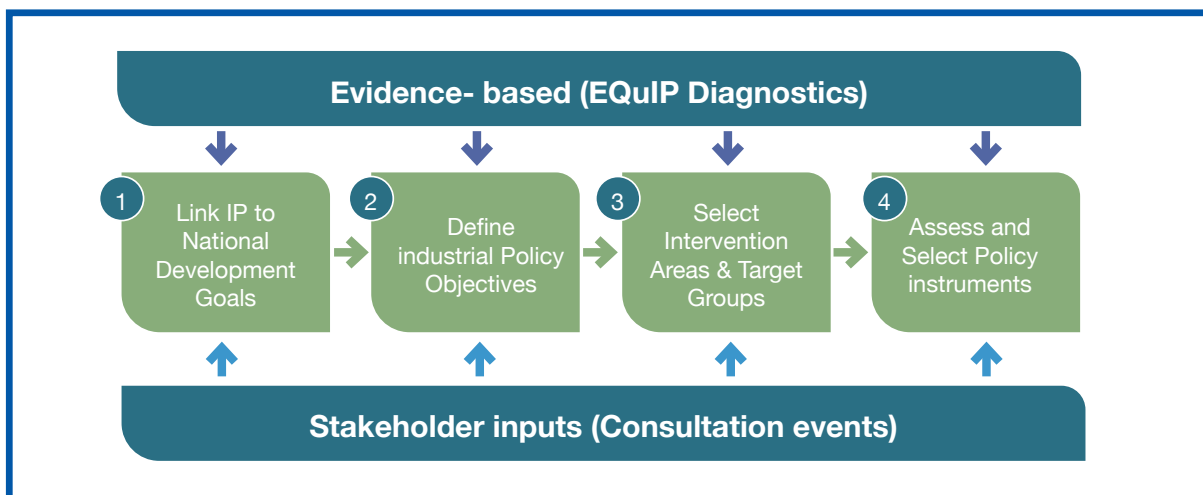 Evidence- based (EQuIP Diagnostics)
1
Link IP to
National
Development
Goals
2
Define
industrial Policy
Objectives
3
Select
Intervention
Areas & Target
Groups
4
Assess and
Select Policy
instruments
Stakeholder inputs (Consultation events)